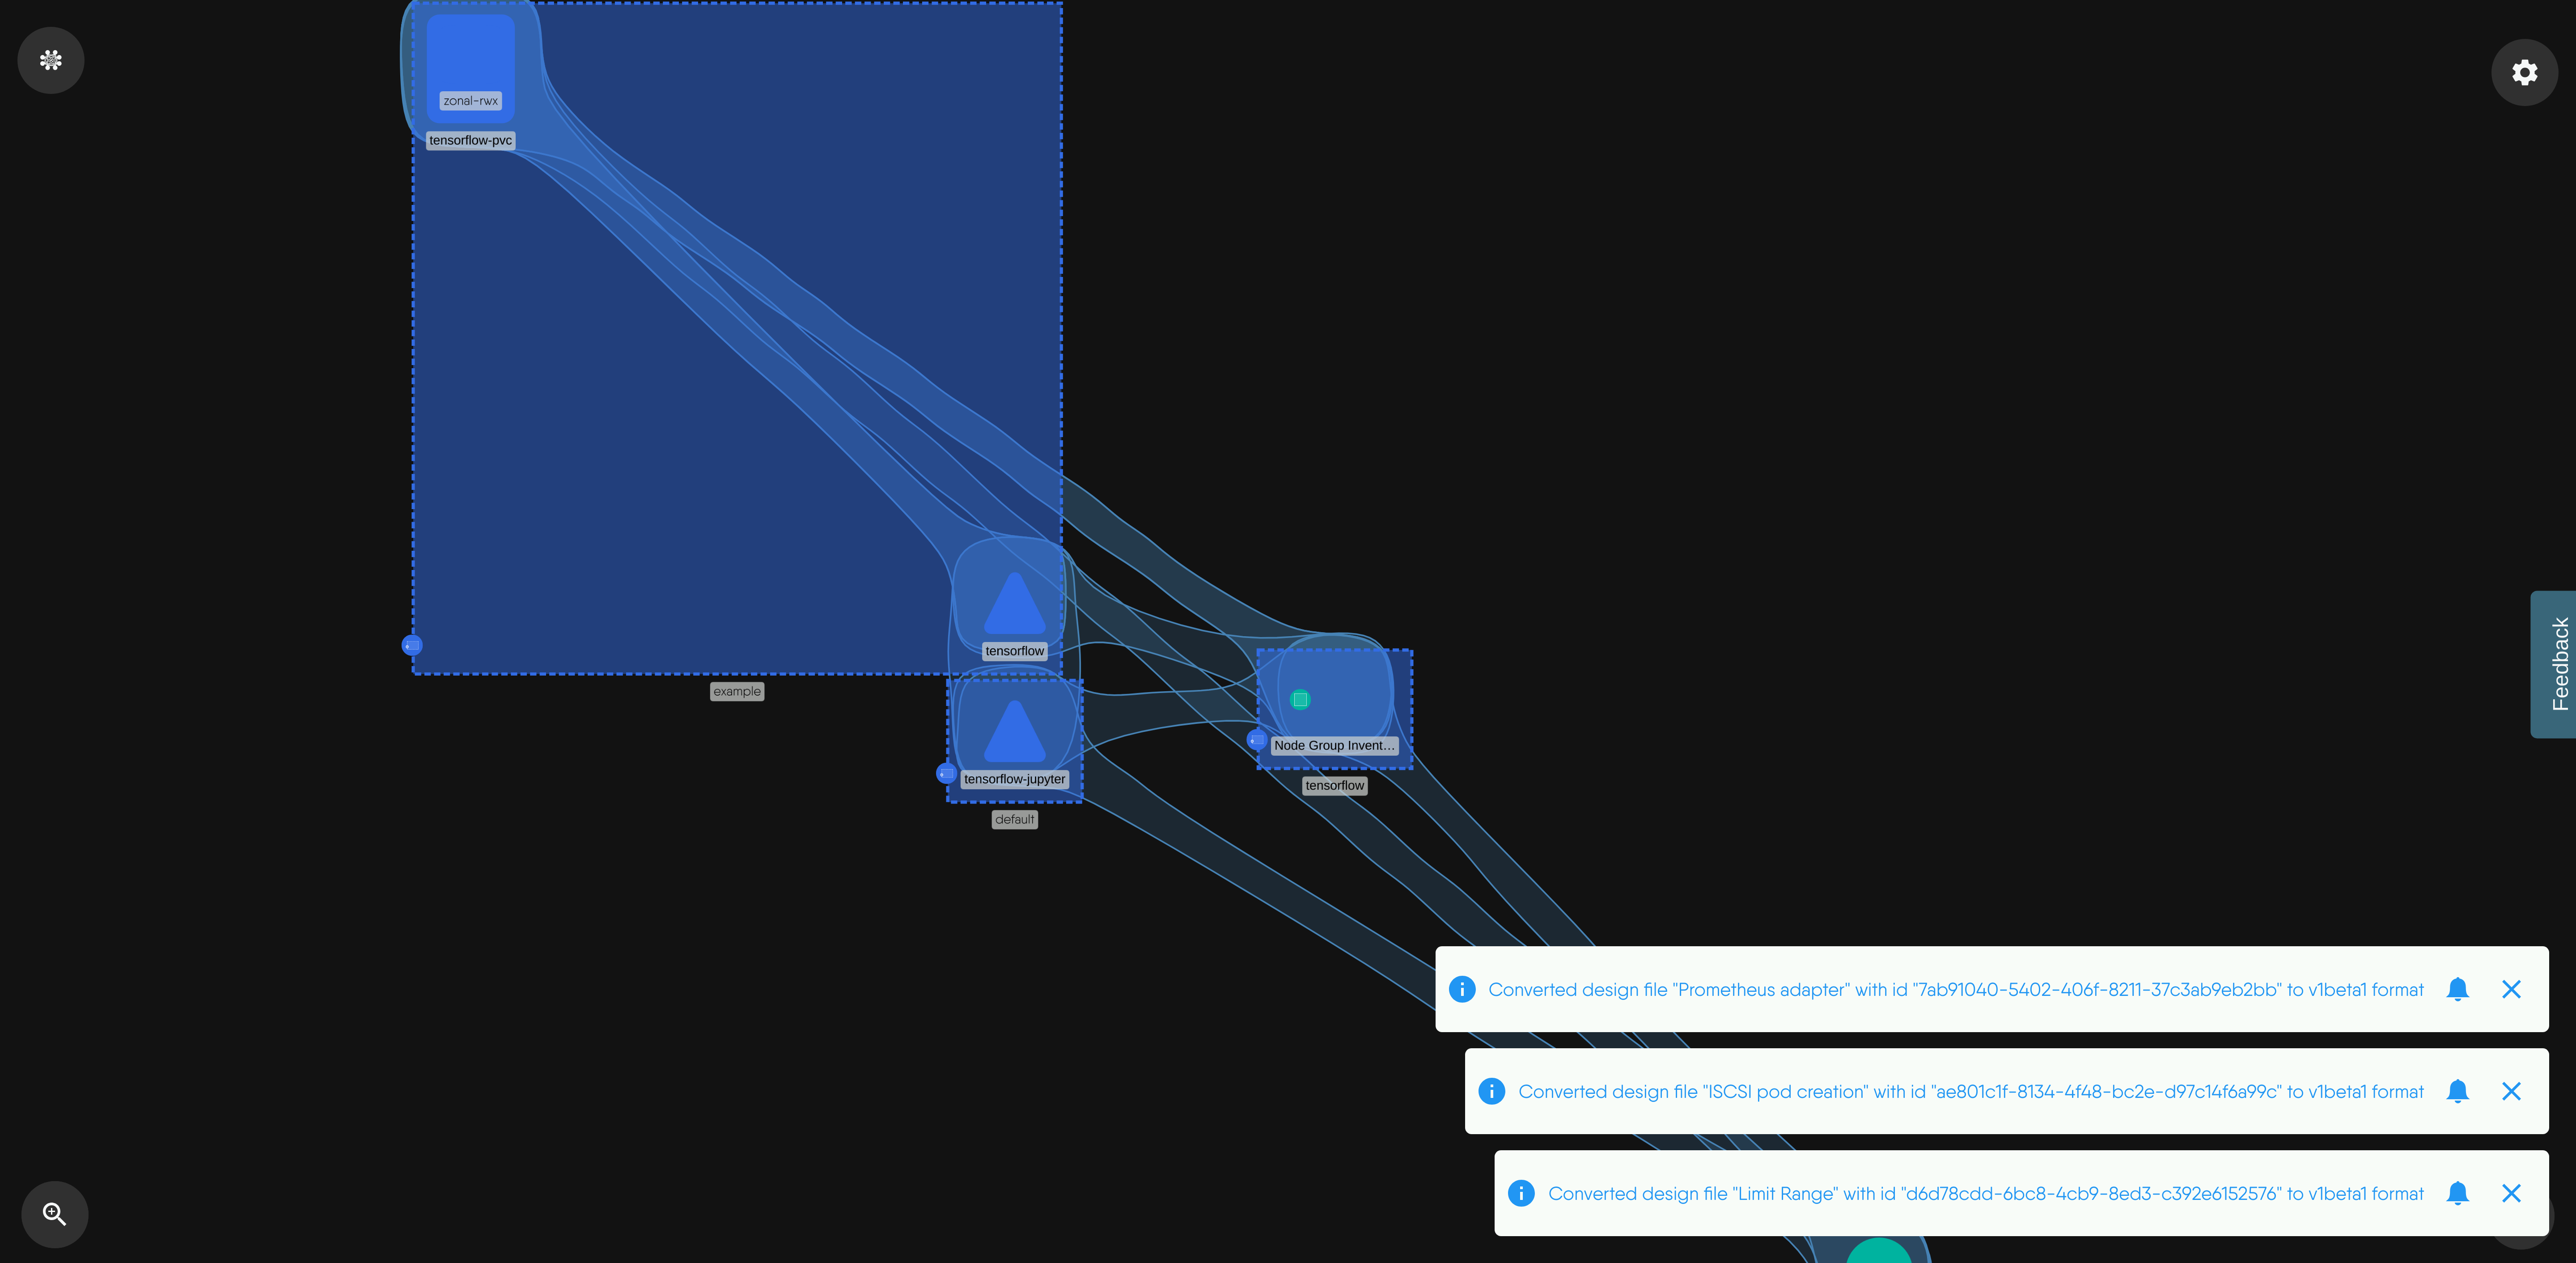 zonal-rwx
tensorflow-pvc
tensorflow
example
tensorflow-jupyter
default
Node Group Invent...
tensorflow
Feedback
Converted design file "Prometheus adapter" with id "7ab91040-5402-406f-8211-37c3ab9eb2bb" to v1beta1 format
Converted design file "ISCSI pod creation" with id "ae801c1f-8134-4f48-bc2e-d97c14f6a99c" to v1beta1 format
Converted design file "Limit Range" with id "d6d78cdd-6bc8-4cb9-8ed3-c392e6152576" to v1beta1 format